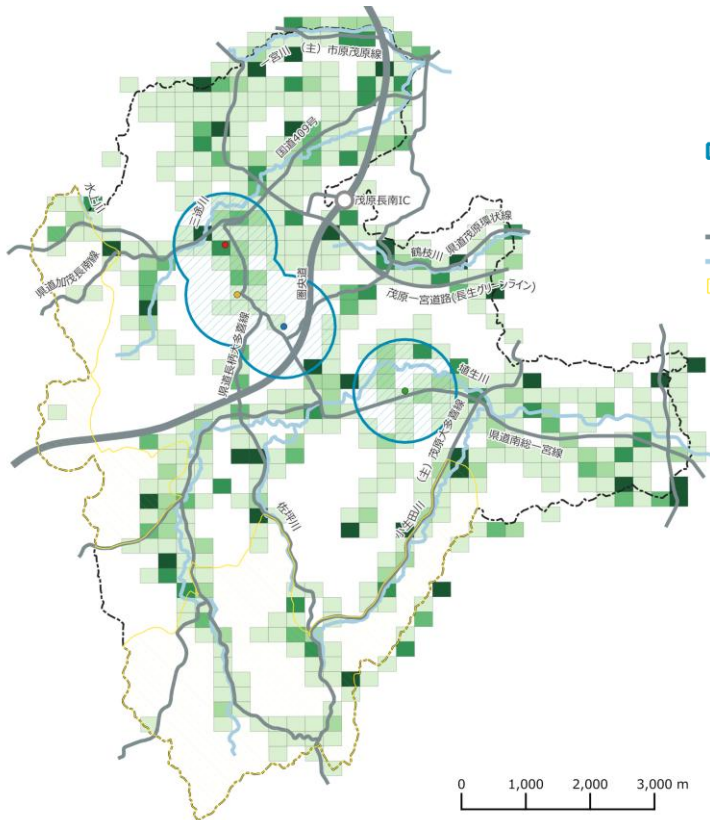 一宮川
(主)市原茂原線
国道409号
水上川
三途川
茂原長南IC
鶴枝川
県道茂原環状線
県道加茂長南線
圏央道
茂原一宮道路(長生グリーンライン)
県道長柄大多喜線
埴生川
(主)茂原大多喜線
県道南総一宮線
佐坪川
小生田川
0 1,000 2,000 3,000 m